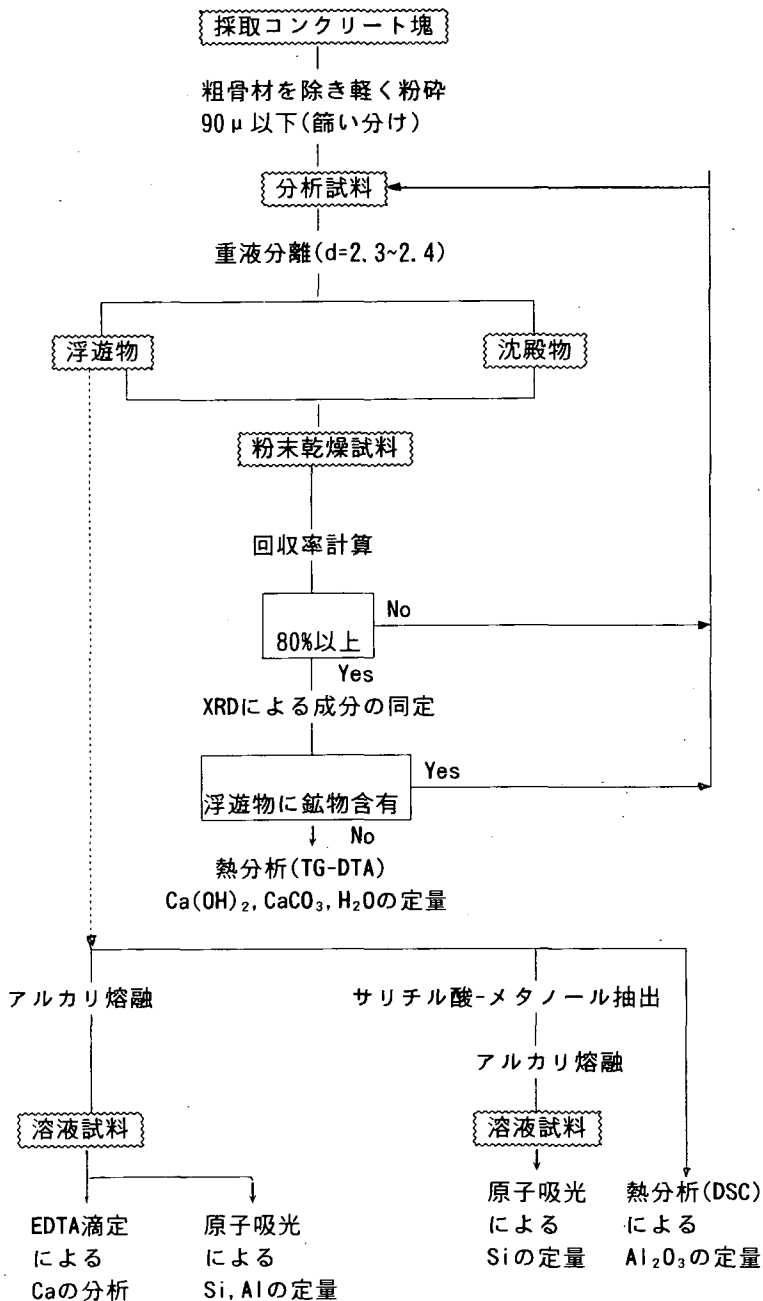 採取コンクリート塊
粗骨材を除き軽く粉砕
90μ以下(篩い分け)
分析試料
重液分離(d=2.3~2.4)
浮遊物
沈殿物
粉末乾燥試料
回収率計算
80%以上
No
Yes
XRDによる成分の同定
浮遊物に鉱物含有
Yes
No
熱分析(TG-DTA)
Ca(OH)₂,CaCO₃,H₂Oの定量
アルカリ熔融
サリチル酸-メタノール抽出
アルカリ熔融
溶液試料
溶液試料
EDTA滴定
による
Caの分析
原子吸光
による
Si,Alの定量
原子吸光
による
Siの定量
熱分析(DSC)
による
Al₂O₃の定量